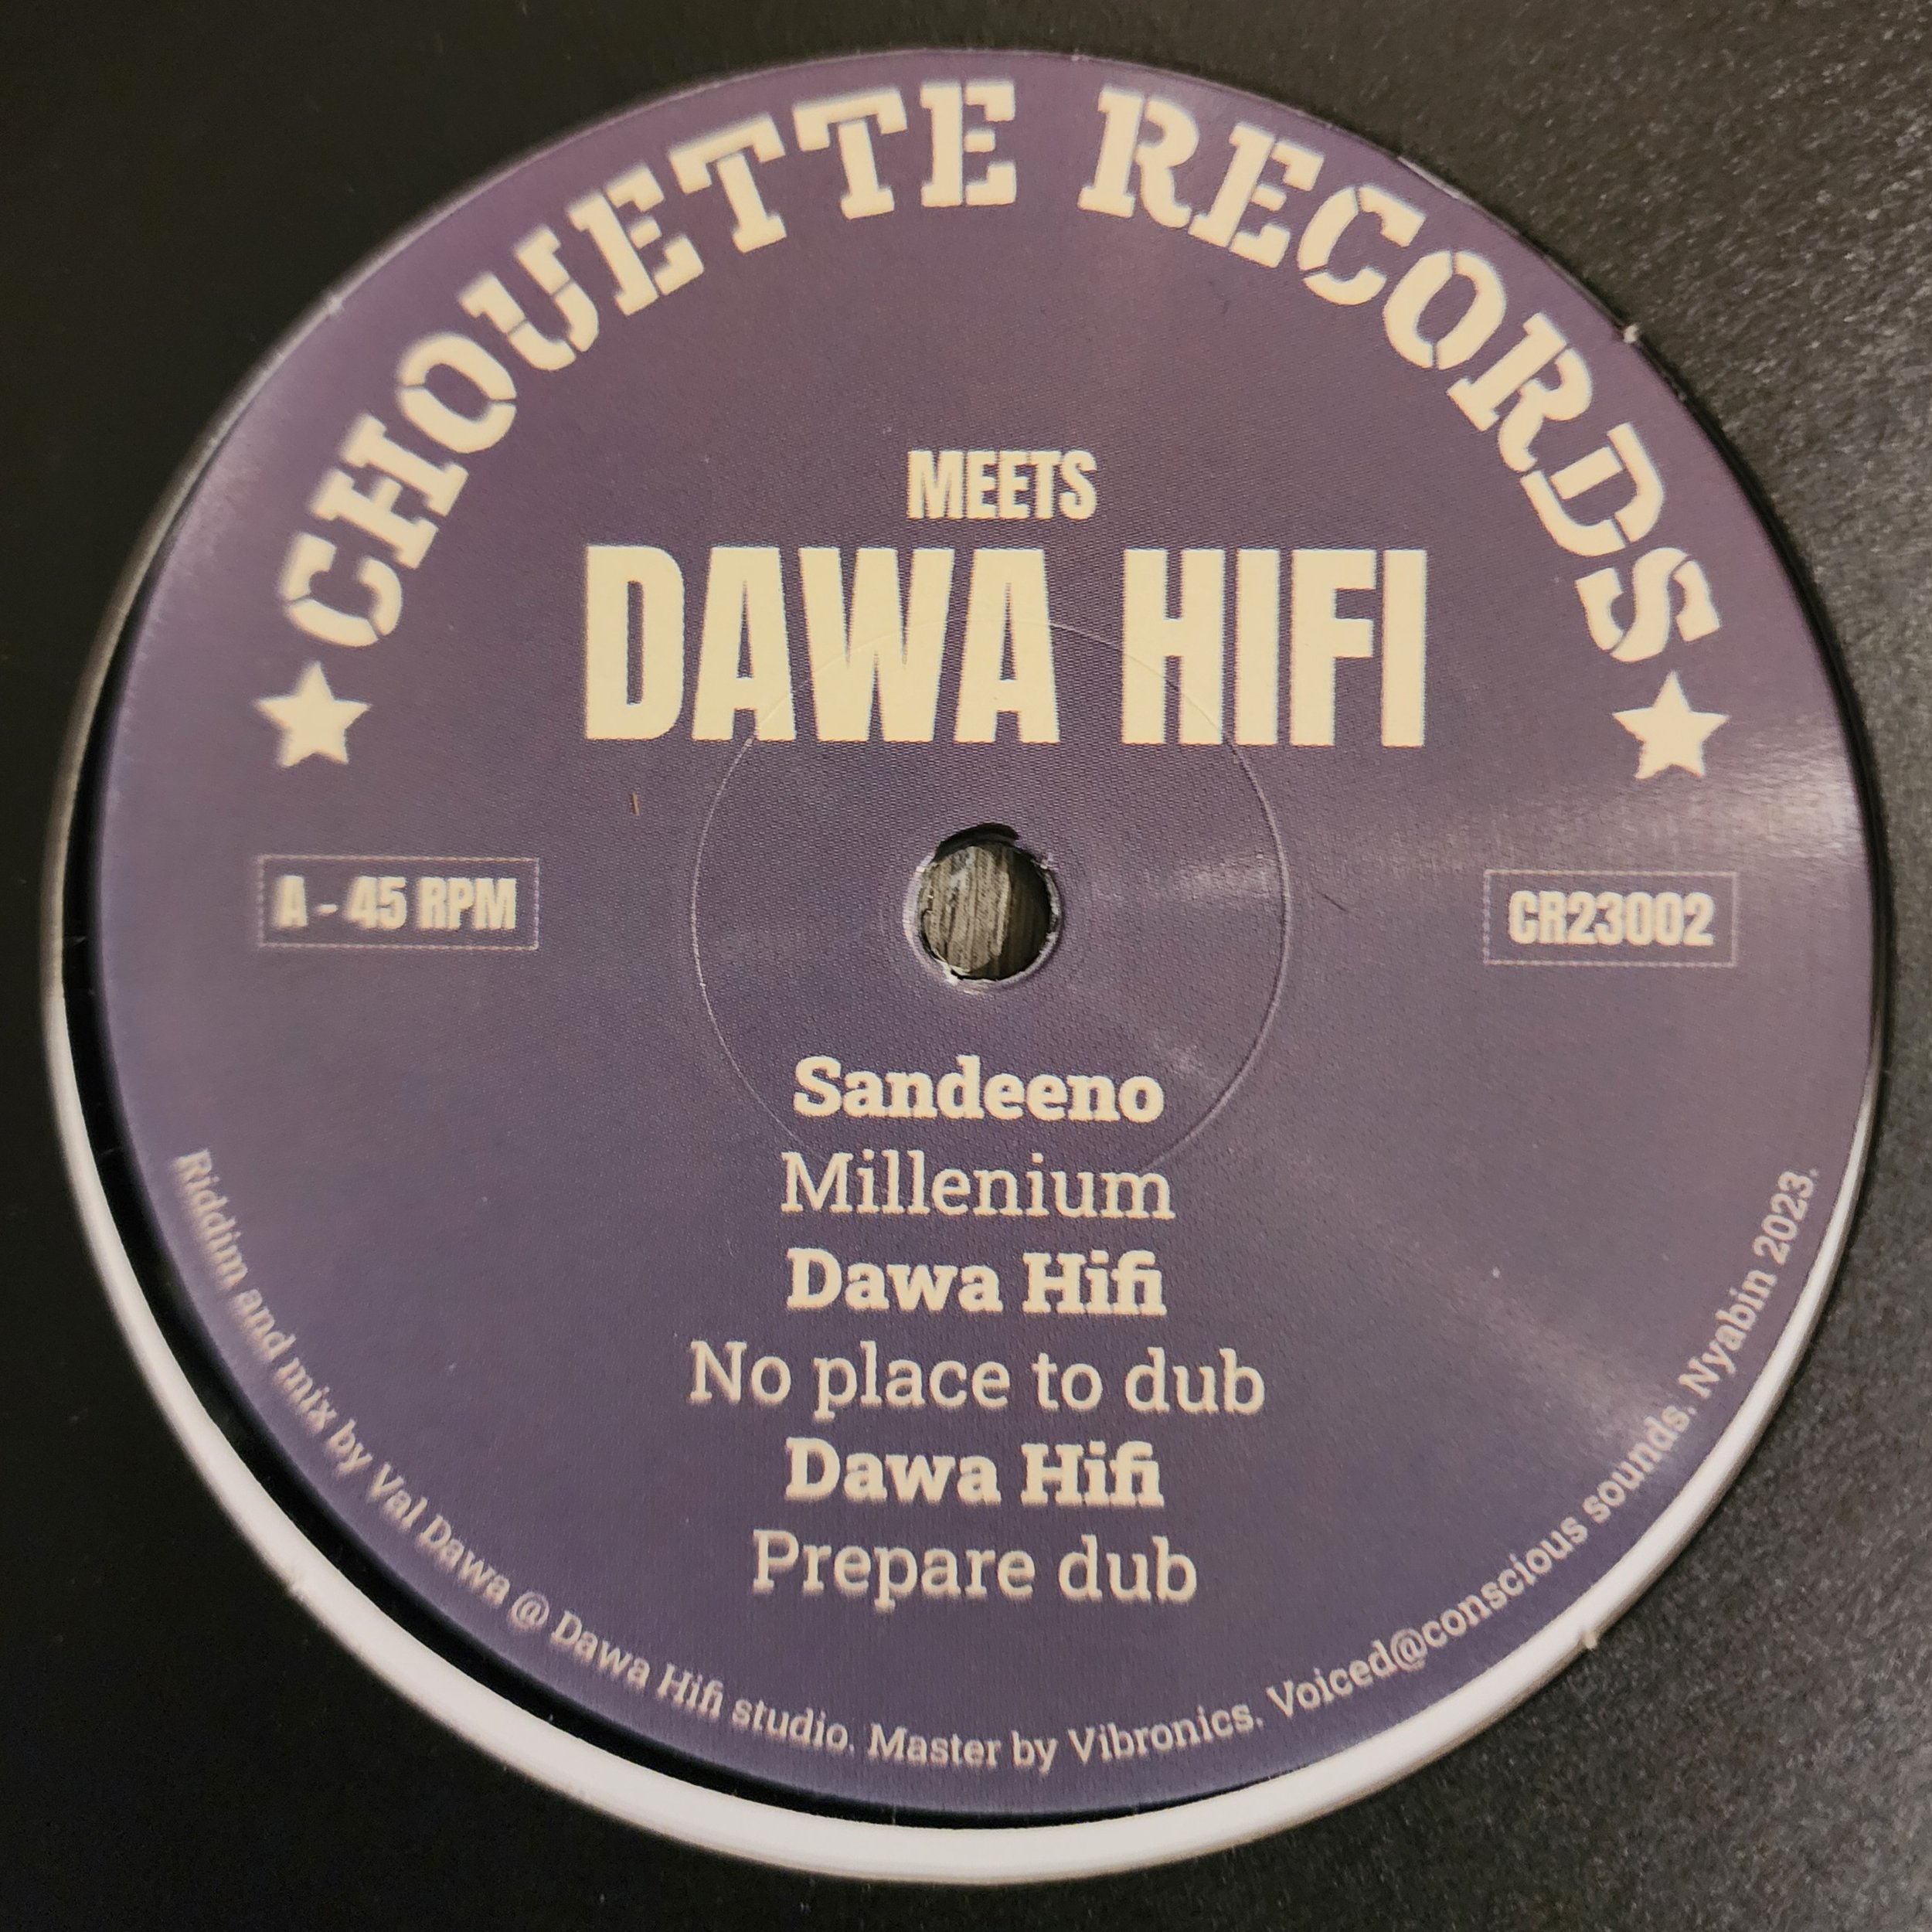 CHOUETTE RECORDS
MEETS
DAWA HIFI
A - 45 RPM
CR23002
Sandeeno
Millenium
Dawa Hifi
No place to dub
Dawa Hifi
Prepare dub
Riddim and mix by Val Dawa @ Dawa Hifi studio. Master by Vibronics. Voiced@conscious sounds. Nyabin 2023.